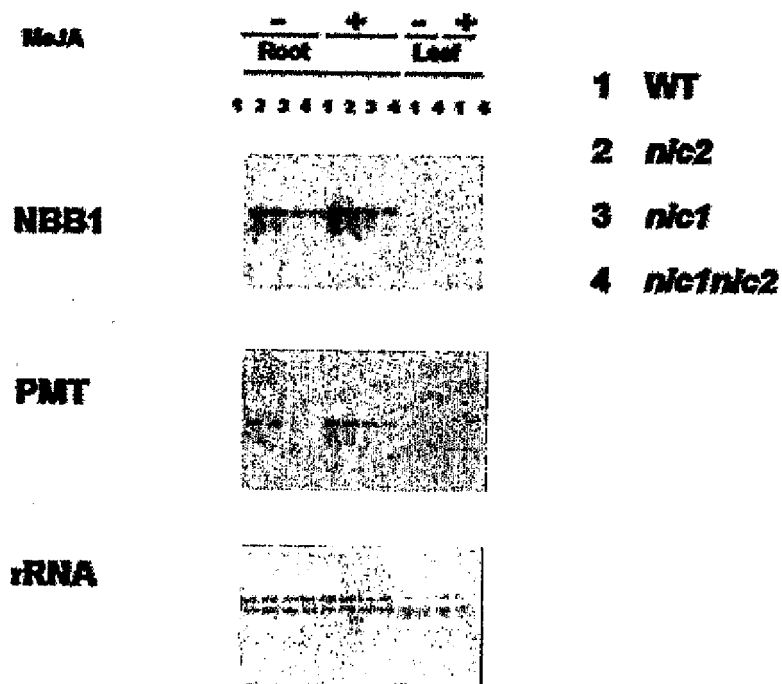 - + - +
MeJA
Root Leaf
1 2 3 4 1 2 3 4 1 4 1 4
1 WT
2 nic2
3 nic1
4 nic1nic2
NBB1
PMT
rRNA